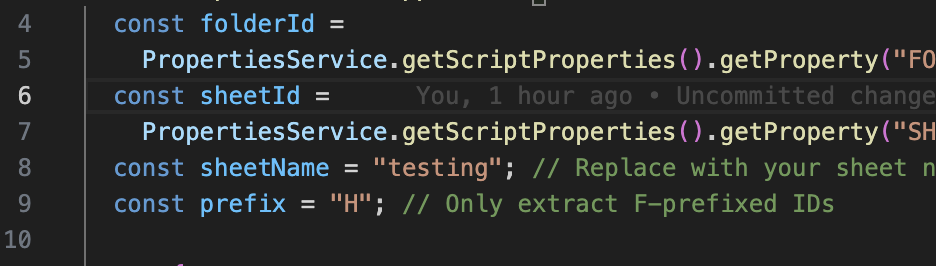 4 const folderId =
5 PropertiesService.getScriptProperties().getProperty("FO
6 const sheetId = You, 1 hour ago • Uncommitted change
7 PropertiesService.getScriptProperties().getProperty("SH
8 const sheetName = "testing"; // Replace with your sheet n
9 const prefix = "H"; // Only extract F-prefixed IDs
10